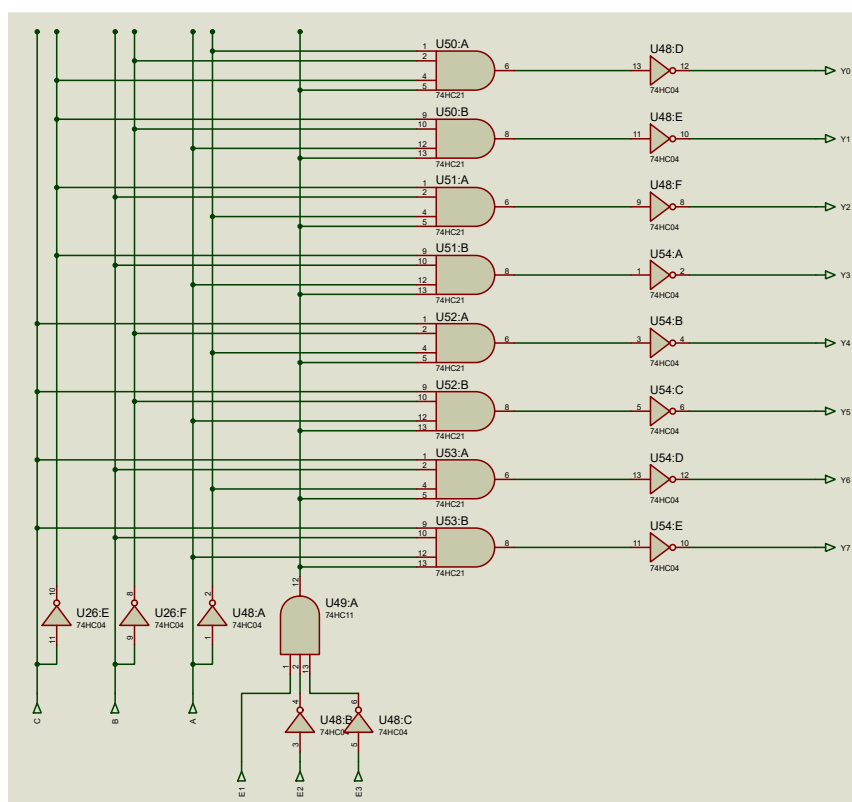 U50:A
1
2
4
5
6
74HC21
U48:D
13
12
74HC04
Y0
U50:B
9
10
12
13
8
74HC21
U48:E
11
10
74HC04
Y1
U51:A
1
2
4
5
6
74HC21
U48:F
9
8
74HC04
Y2
U51:B
9
10
12
13
8
74HC21
U54:A
1
2
74HC04
Y3
U52:A
1
2
4
5
6
74HC21
U54:B
3
4
74HC04
Y4
U52:B
9
10
12
13
8
74HC21
U54:C
5
6
74HC04
Y5
U53:A
1
2
4
5
6
74HC21
U54:D
13
12
74HC04
Y6
U53:B
9
10
12
13
8
74HC21
U54:E
11
10
74HC04
Y7
10
U26:E
74HC04
11
8
U26:F
74HC04
9
2
U48:A
74HC04
1
12
U49:A
74HC11
1
2
13
4
U48:B
3
6
U48:C
74HC04
5
C
B
A
E1
E2
E3